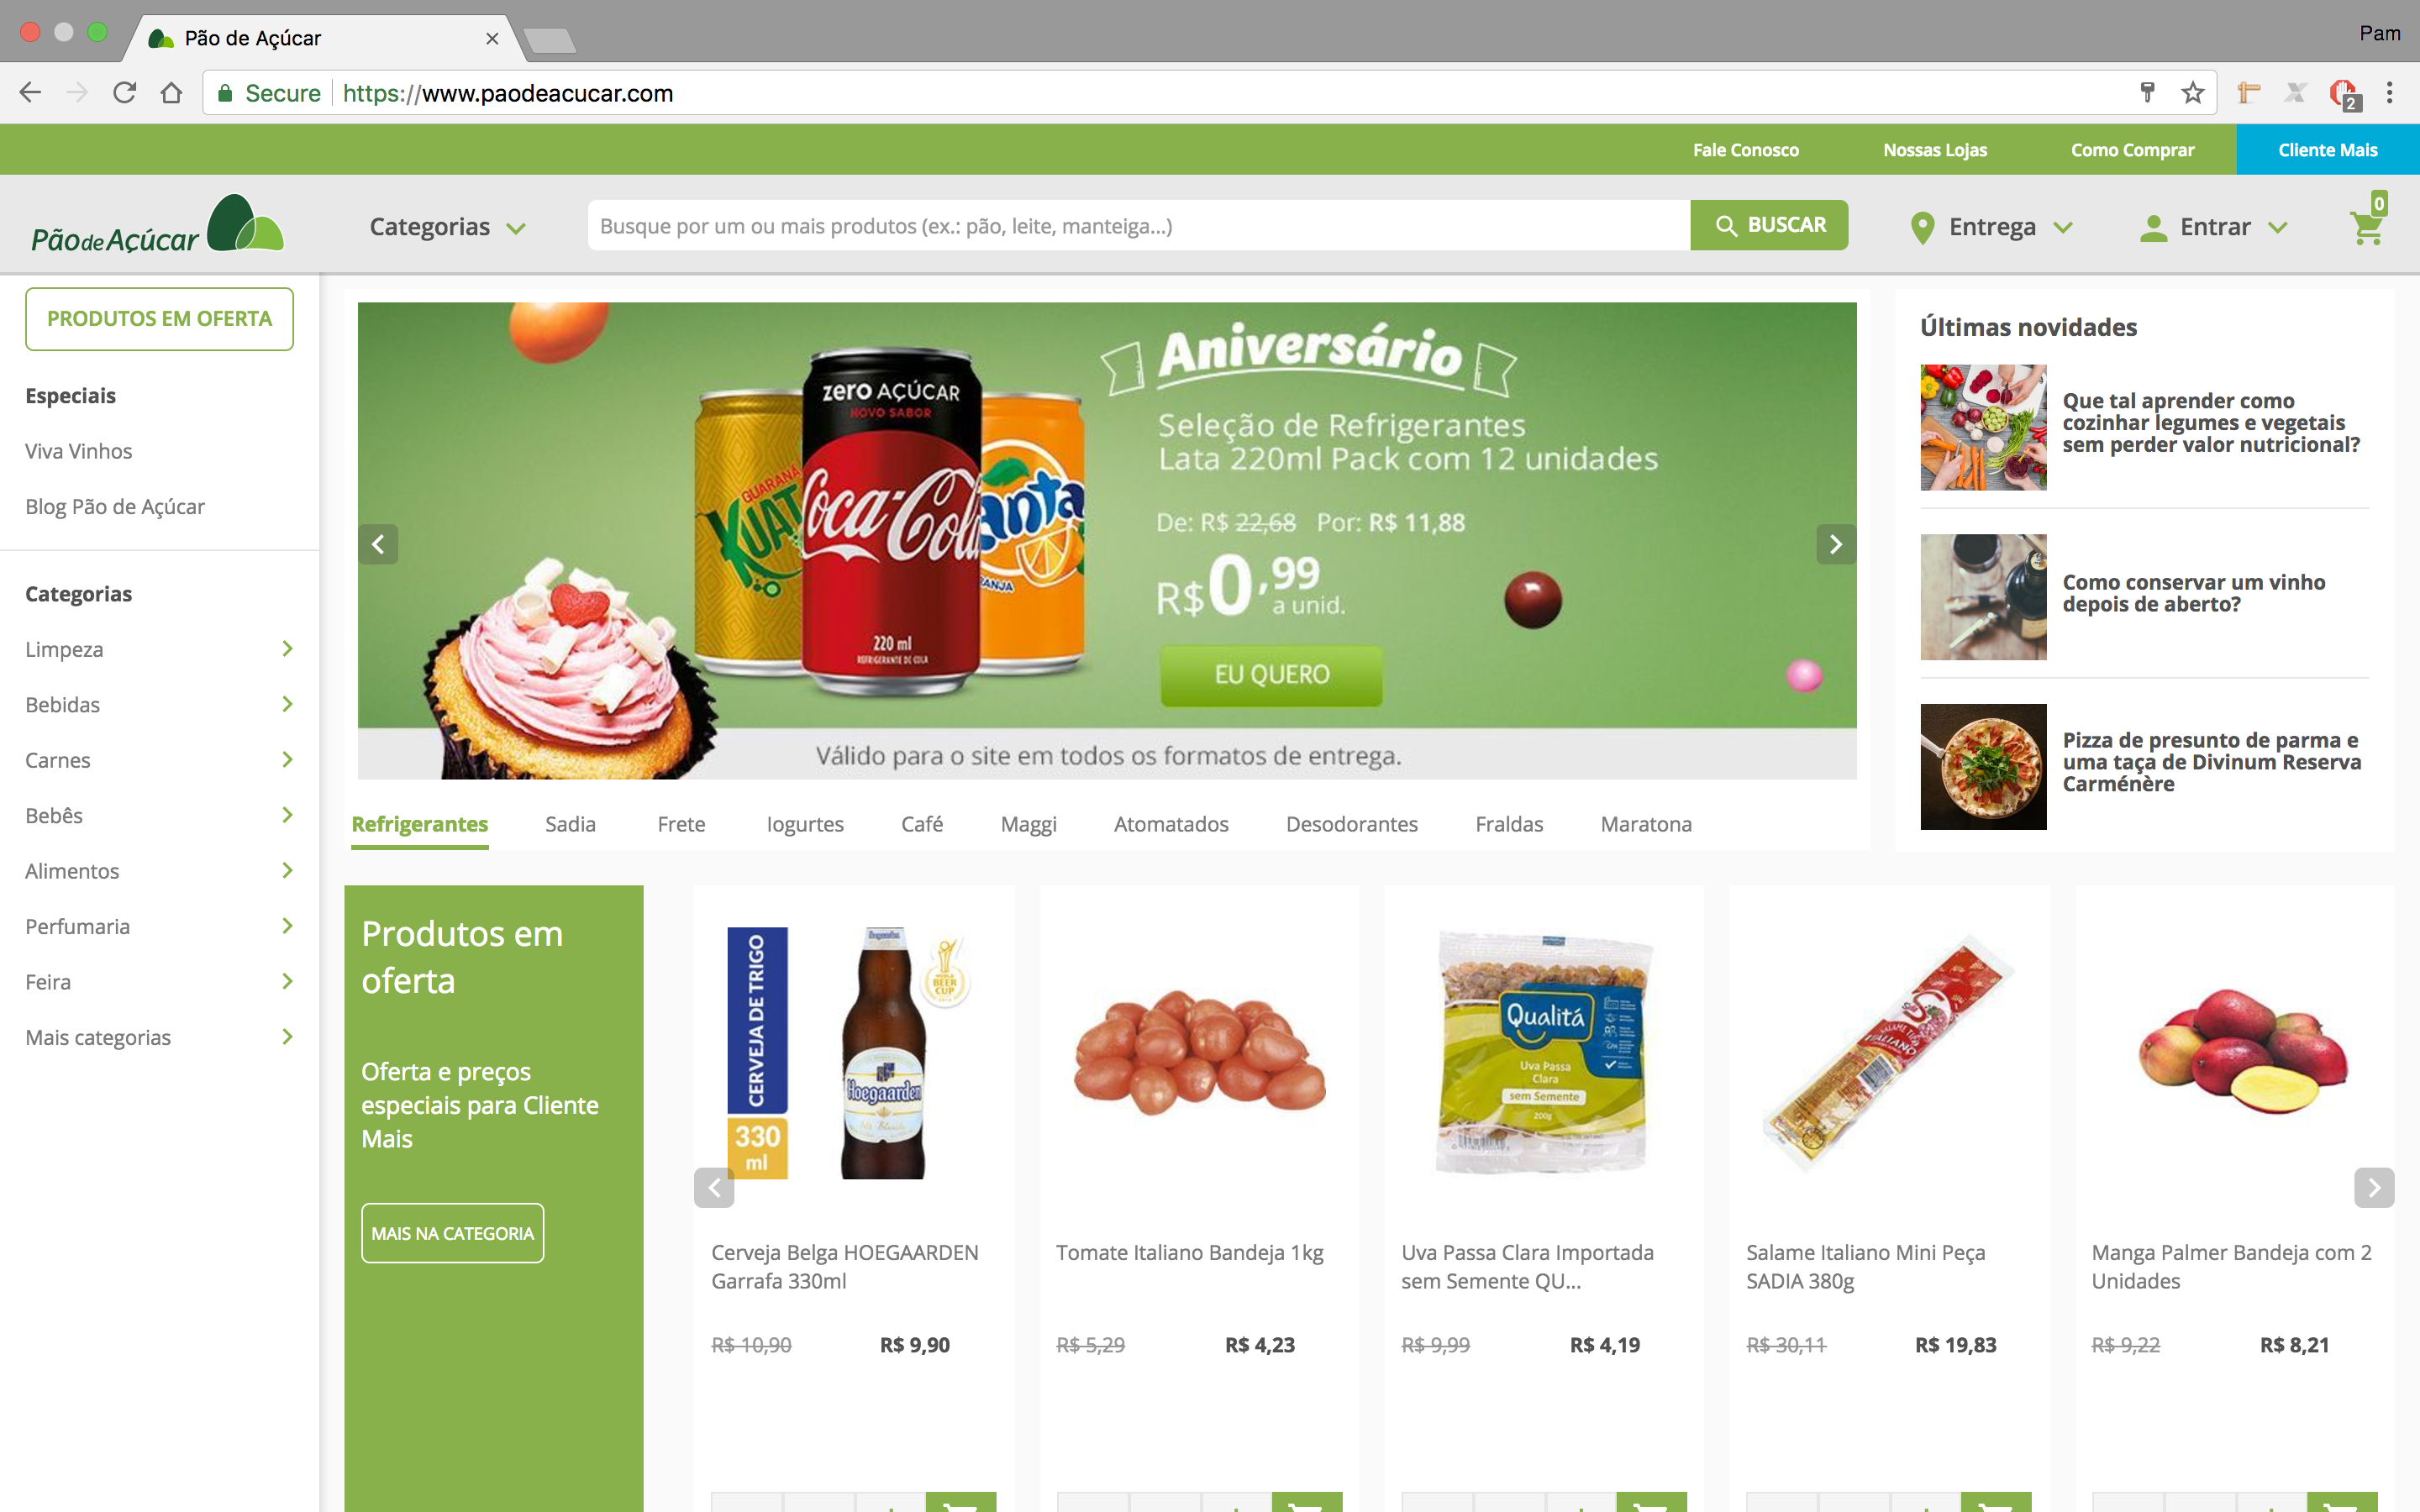 Pão de Açúcar
Pam
Secure
https://www.paodeacucar.com
2
Fale Conosco
Nossas Lojas
Como Comprar
Cliente Mais
Pão de Açúcar
Categorias
Busque por um ou mais produtos (ex.: pão, leite, manteiga...)
BUSCAR
Entrega
Entrar
0
PRODUTOS EM OFERTA
Especiais
Viva Vinhos
Blog Pão de Açúcar
Categorias
Limpeza
Bebidas
Carnes
Bebês
Alimentos
Perfumaria
Feira
Mais categorias
Aniversário
Seleção de Refrigerantes
Lata 220ml Pack com 12 unidades
De: R$ 22,68 Por: R$ 11,88
R$0,99
a unid.
EU QUERO
Válido para o site em todos os formatos de entrega.
GUARANÁ
KUAT
zero AÇÚCAR
NOVO SABOR
Coca-Cola
220 ml
REFRIGERANTE DE COLA
anta
ANJA
Refrigerantes
Sadia
Frete
Iogurtes
Café
Maggi
Atomatados
Desodorantes
Fraldas
Maratona
Últimas novidades
Que tal aprender como
cozinhar legumes e vegetais
sem perder valor nutricional?
Como conservar um vinho
depois de aberto?
Pizza de presunto de parma e
uma taça de Divinum Reserva
Carménère
Produtos em
oferta
Oferta e preços
especiais para Cliente
Mais
MAIS NA CATEGORIA
CERVEJA DE TRIGO
330
ml
Hoegaarden
WORLD
BEER
CUP
Cerveja Belga HOEGAARDEN
Garrafa 330ml
R$ 10,90
R$ 9,90
Tomate Italiano Bandeja 1kg
R$ 5,29
R$ 4,23
Qualitá
Uva Passa
Clara
sem Semente
200g
Uva Passa Clara Importada
sem Semente QU...
R$ 9,99
R$ 4,19
S
ITALIANO
Salame Italiano Mini Peça
SADIA 380g
R$ 30,11
R$ 19,83
Manga Palmer Bandeja com 2
Unidades
R$ 9,22
R$ 8,21